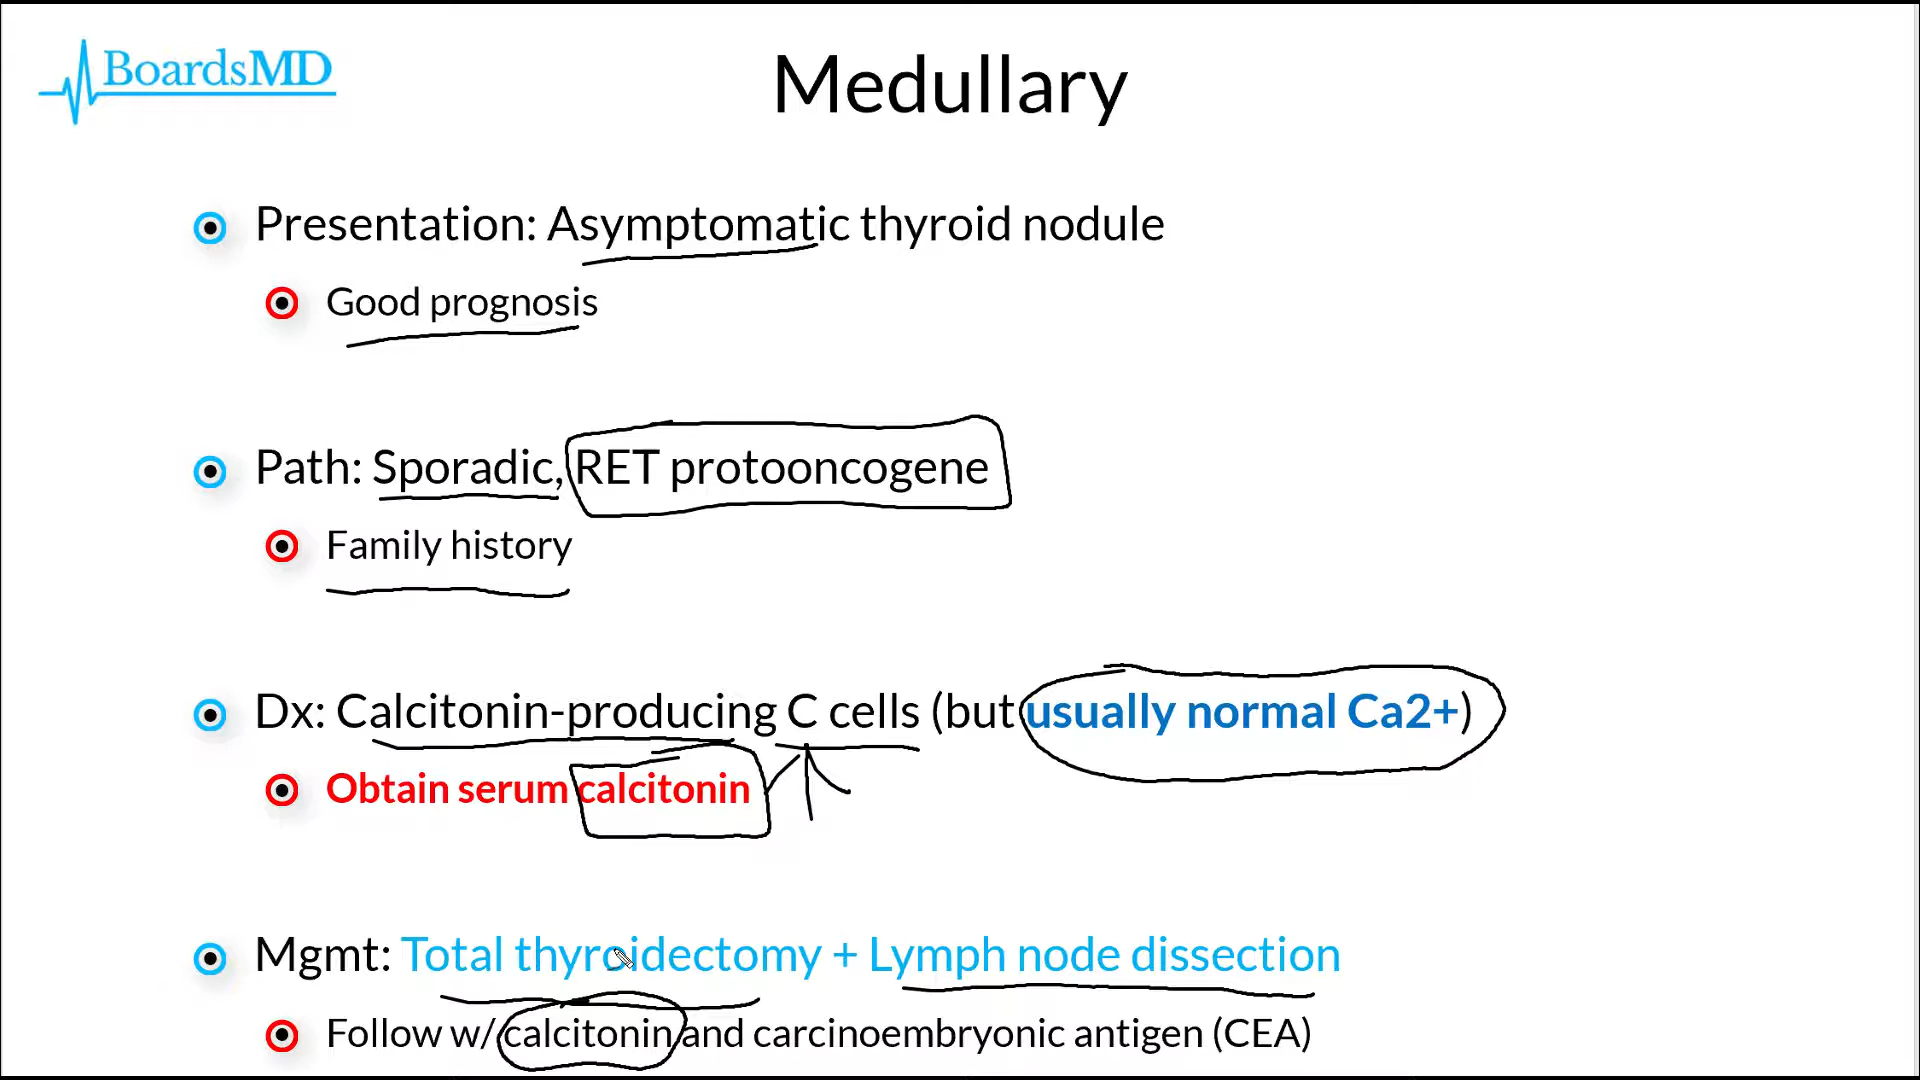 BoardsMD
Medullary
Presentation: Asymptomatic thyroid nodule
Good prognosis
Path: Sporadic, RET protooncogene
Family history
Dx: Calcitonin-producing C cells (but usually normal Ca2+)
Obtain serum calcitonin
Mgmt: Total thyroidectomy + Lymph node dissection
Follow w/ calcitonin and carcinoembryonic antigen (CEA)